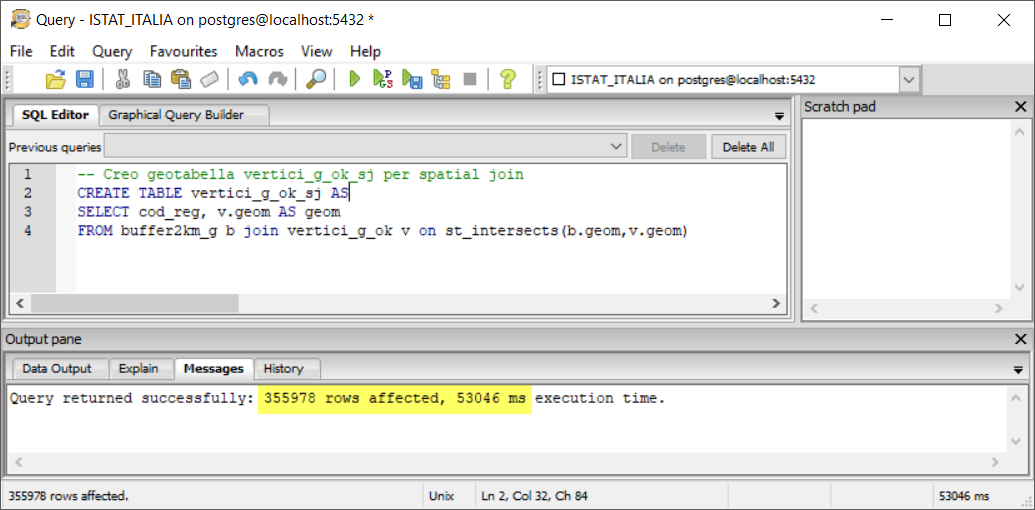 Query - ISTAT_ITALIA on postgres@localhost:5432 *
File Edit Query Favourites Macros View Help
ISTAT_ITALIA on postgres@localhost:5432
SQL Editor Graphical Query Builder
Scratch pad
Previous queries Delete Delete All
1 -- Creo geotabella vertici_g_ok_sj per spatial join
2 CREATE TABLE vertici_g_ok_sj AS
3 SELECT cod_reg, v.geom AS geom
4 FROM buffer2km_g b join vertici_g_ok v on st_intersects(b.geom,v.geom)
Output pane
Data Output Explain Messages History
Query returned successfully: 355978 rows affected, 53046 ms execution time.
355978 rows affected. Unix Ln 2, Col 32, Ch 84 53046 ms